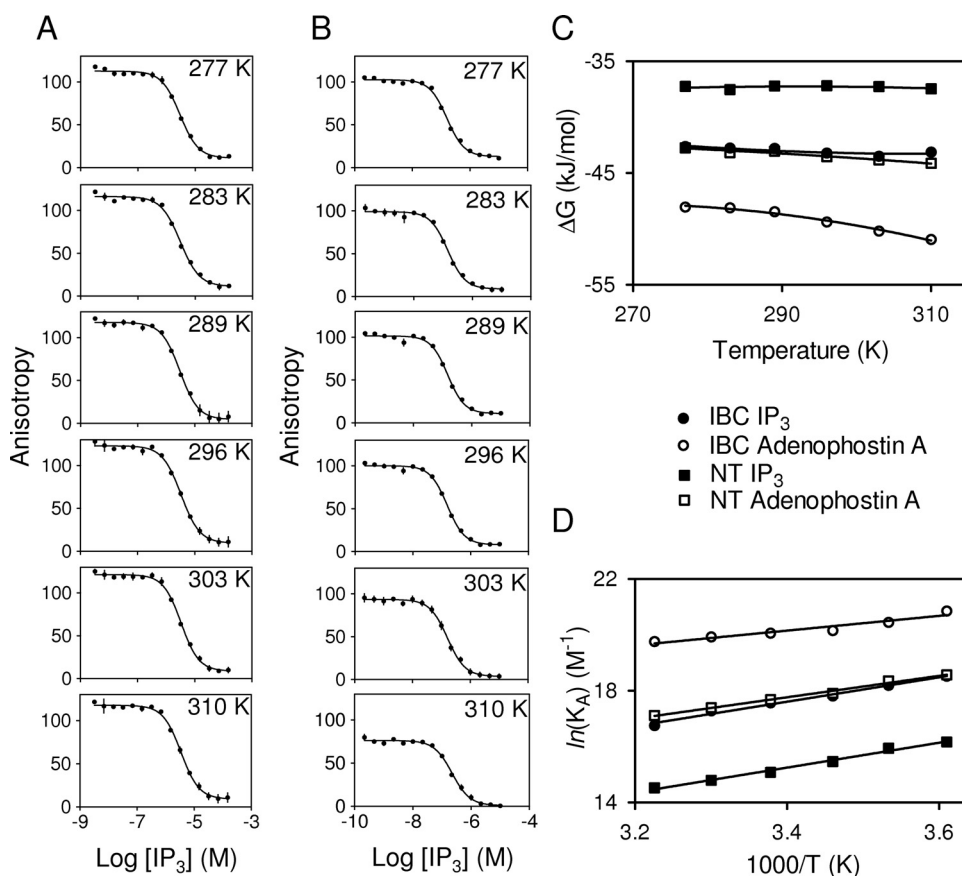 A
277 K
100
50
0
283 K
100
50
0
289 K
100
50
0
296 K
100
50
0
303 K
100
50
0
310 K
100
50
0
-9 -7 -5 -3
Log [IP3] (M)
Anisotropy
B
277 K
100
50
0
283 K
100
50
0
289 K
100
50
0
296 K
100
50
0
303 K
100
50
0
310 K
100
50
0
-10 -8 -6 -4
Log [IP3] (M)
Anisotropy
C
-35
-45
-55
ΔG (kJ/mol)
270 290 310
Temperature (K)
IBC IP3
IBC Adenophostin A
NT IP3
NT Adenophostin A
D
22
18
14
ln(KA) (M-1)
3.2 3.4 3.6
1000/T (K)